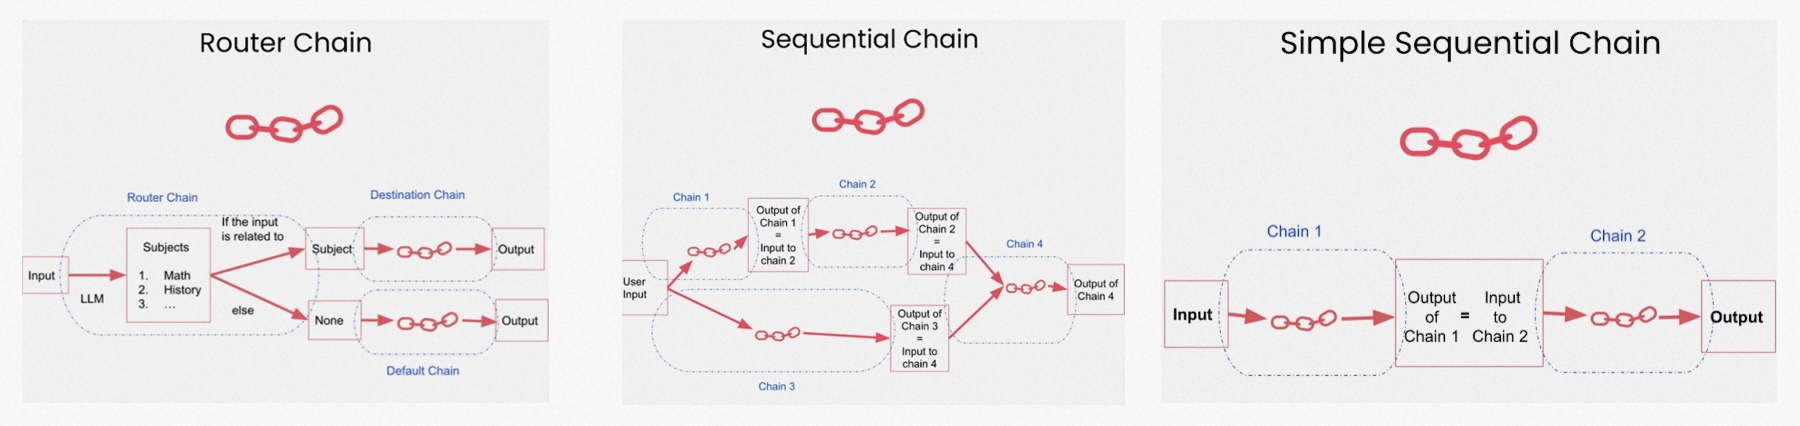 Router Chain
Router Chain
Destination Chain
If the input
is related to
Subjects
1. Math
2. History
3. ...
Input
LLM
Subject
Output
else
None
Output
Default Chain
Sequential Chain
Chain 1
Chain 2
Output of
Chain 1
=
Input to
chain 2
Output of
Chain 2
=
Input to
chain 4
Chain 4
User
Input
Output of
Chain 4
Output of
Chain 3
=
Input to
chain 4
Chain 3
Simple Sequential Chain
Chain 1
Chain 2
Input
Output
of
Chain 1
=
Input
to
Chain 2
Output